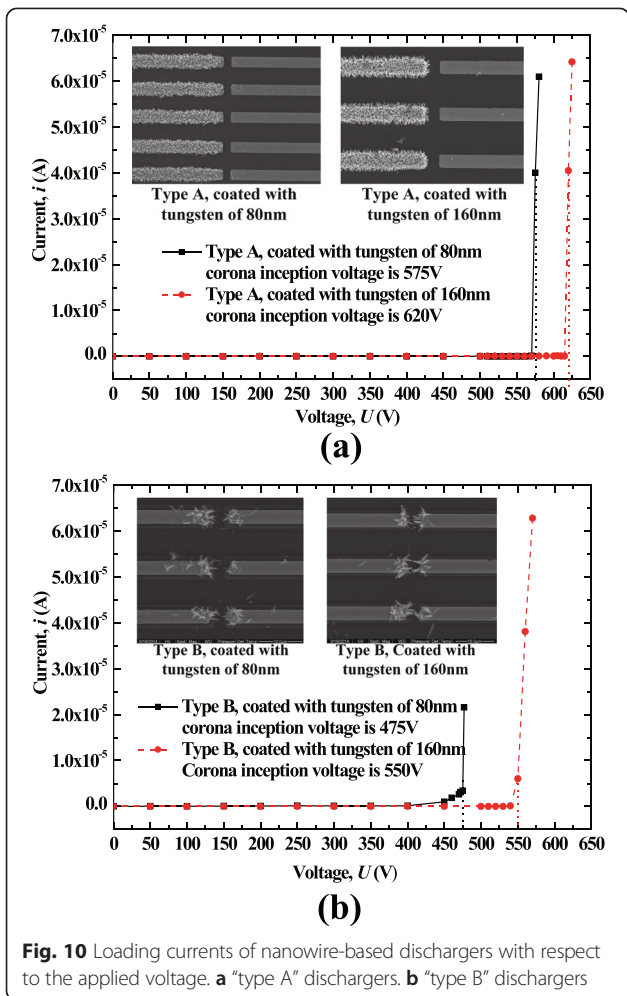 7.0x10⁻⁵
6.0x10⁻⁵
5.0x10⁻⁵
4.0x10⁻⁵
3.0x10⁻⁵
2.0x10⁻⁵
1.0x10⁻⁵
0.0
Current, i (A)
Type A, coated with
tungsten of 80nm
Type A, coated with
tungsten of 160nm
Type A, coated with tungsten of 80nm
corona inception voltage is 575V
Type A, coated with tungsten of 160nm
corona inception voltage is 620V
0 50 100 150 200 250 300 350 400 450 500 550 600 650
Voltage, U (V)
(a)
7.0x10⁻⁵
6.0x10⁻⁵
5.0x10⁻⁵
4.0x10⁻⁵
3.0x10⁻⁵
2.0x10⁻⁵
1.0x10⁻⁵
0.0
Current, i (A)
Type B, coated with
tungsten of 80nm
Type B, Coated with
tungsten of 160nm
Type B, coated with tungsten of 80nm
corona inception voltage is 475V
Type B, coated with tungsten of 160nm
Corona inception voltage is 550V
0 50 100 150 200 250 300 350 400 450 500 550 600 650
Voltage, U (V)
(b)
Fig. 10 Loading currents of nanowire-based dischargers with respect
to the applied voltage. a “type A” dischargers. b “type B” dischargers